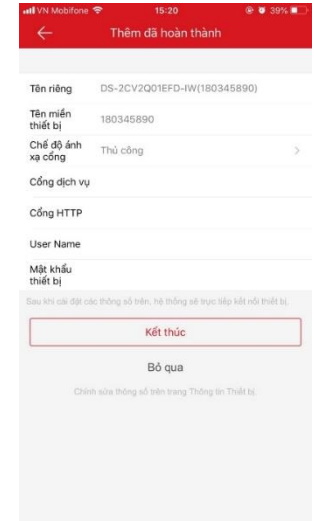 VN Mobifone 15:20 39%
Thêm đã hoàn thành
Tên riêng DS-2CV2Q01EFD-IW(180345890)
Tên miền
thiết bị 180345890
Chế độ ánh
xạ cổng Thủ công
Cổng dịch vụ
Cổng HTTP
User Name
Mật khẩu
thiết bị
Sau khi cài đặt các thông số trên, hệ thống sẽ trực tiếp kết nối thiết bị.
Kết thúc
Bỏ qua
Chỉnh sửa thông số trên trang Thông tin Thiết bị.